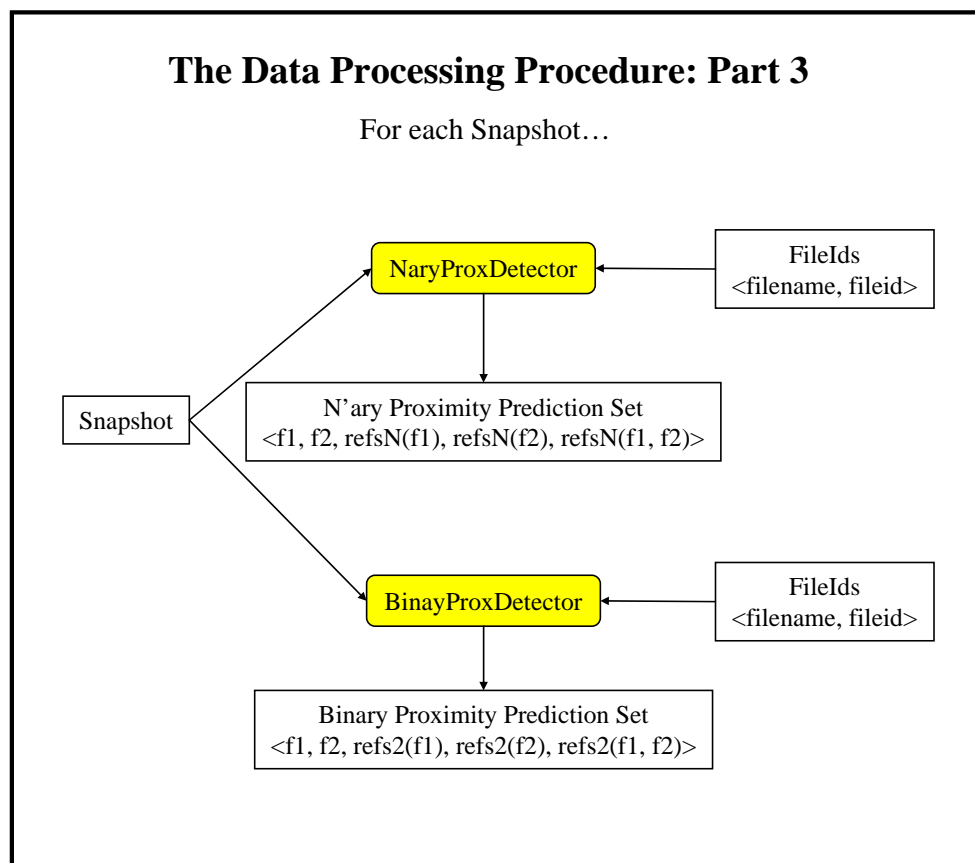 The Data Processing Procedure: Part 3
For each Snapshot…
NaryProxDetector
FileIds
<filename, fileid>
Snapshot
N’ary Proximity Prediction Set
<f1, f2, refsN(f1), refsN(f2), refsN(f1, f2)>
BinayProxDetector
FileIds
<filename, fileid>
Binary Proximity Prediction Set
<f1, f2, refs2(f1), refs2(f2), refs2(f1, f2)>